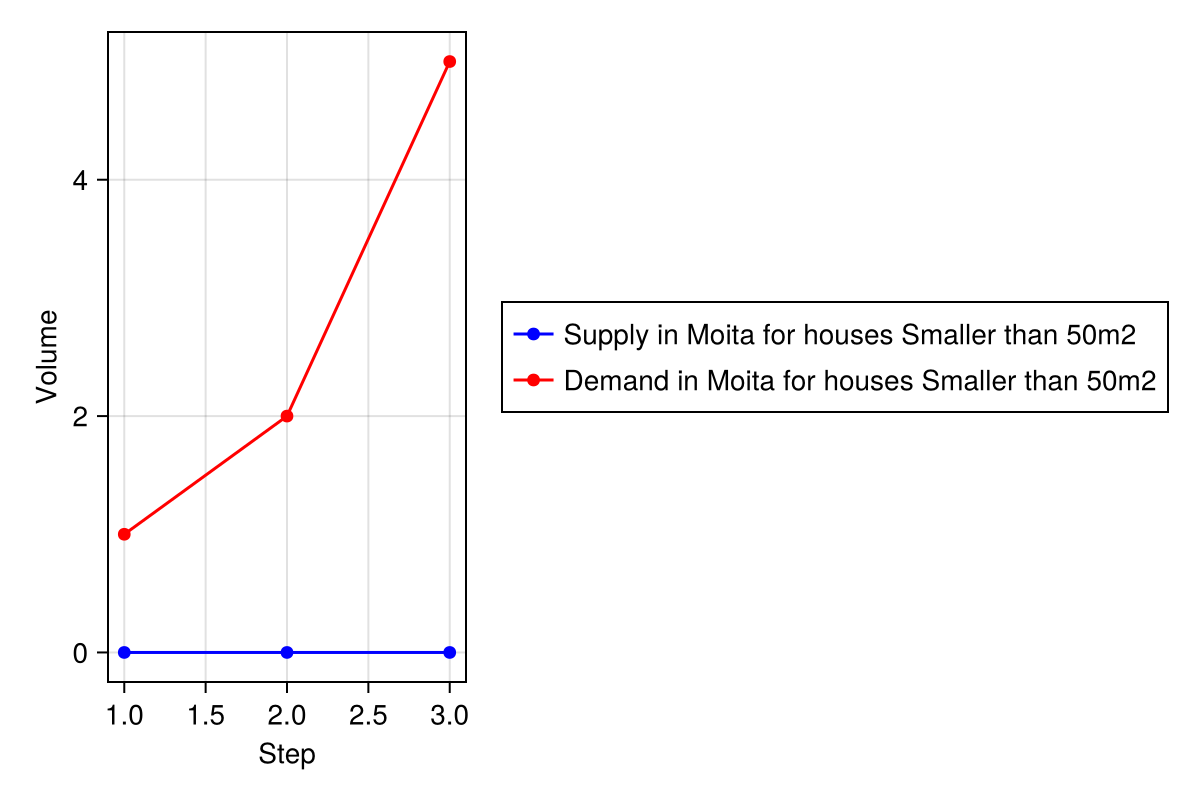 Volume
4
2
0
1.0 1.5 2.0 2.5 3.0
Step
Supply in Moita for houses Smaller than 50m2
Demand in Moita for houses Smaller than 50m2